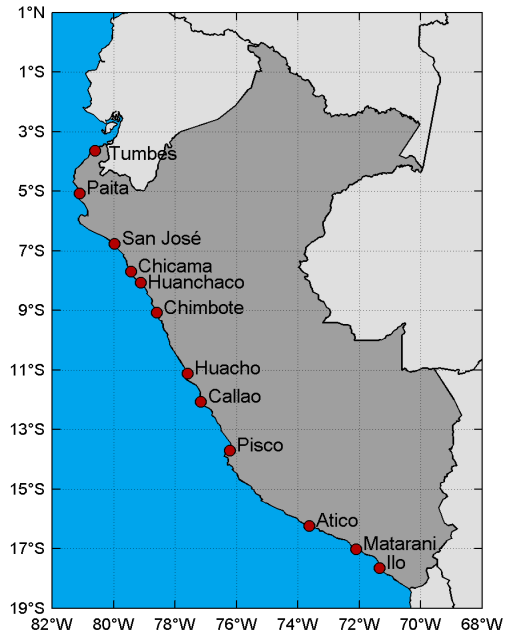 1°N
1°S
3°S
Tumbes
5°S
Paita
San José
7°S
Chicama
Huanchaco
9°S
Chimbote
11°S
Huacho
Callao
13°S
Pisco
15°S
Atico
17°S
Matarani
Ilo
19°S
82°W 80°W 78°W 76°W 74°W 72°W 70°W 68°W